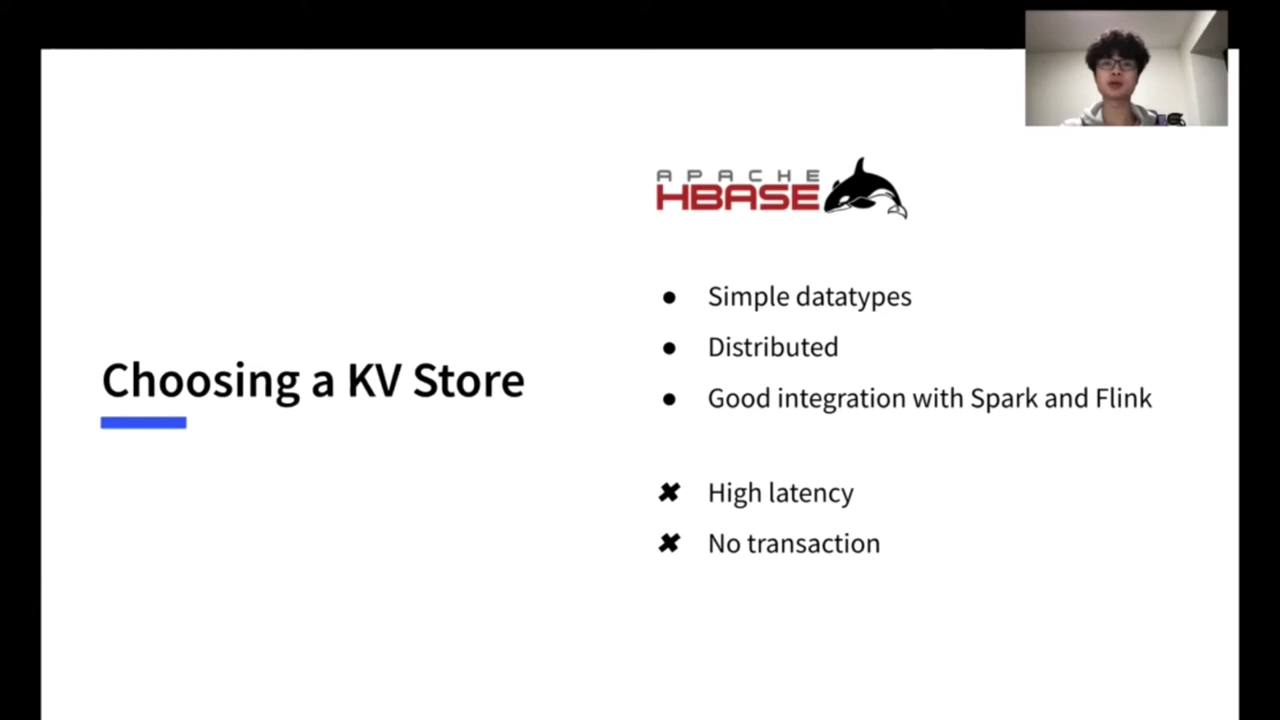 APACHE
HBASE
Choosing a KV Store
Simple datatypes
Distributed
Good integration with Spark and Flink
High latency
No transaction